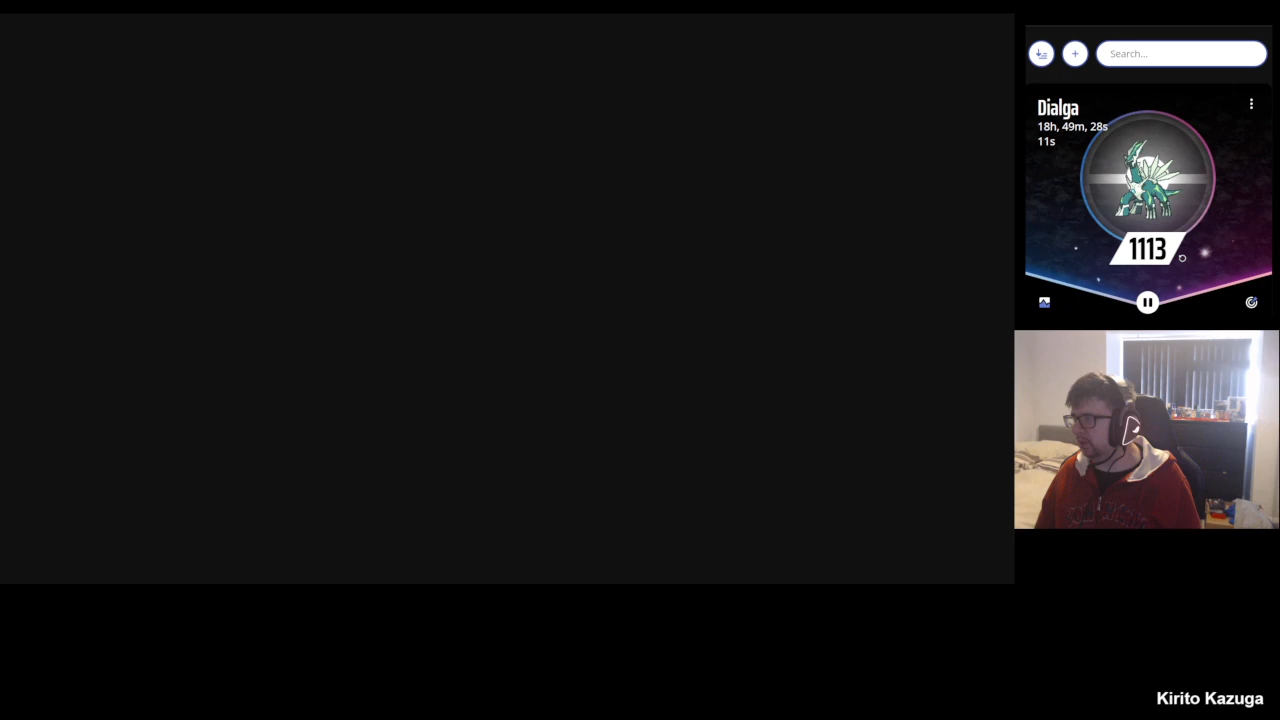 Search...
Dialga
18h, 49m, 28s
11s
1113
Kirito Kazuga